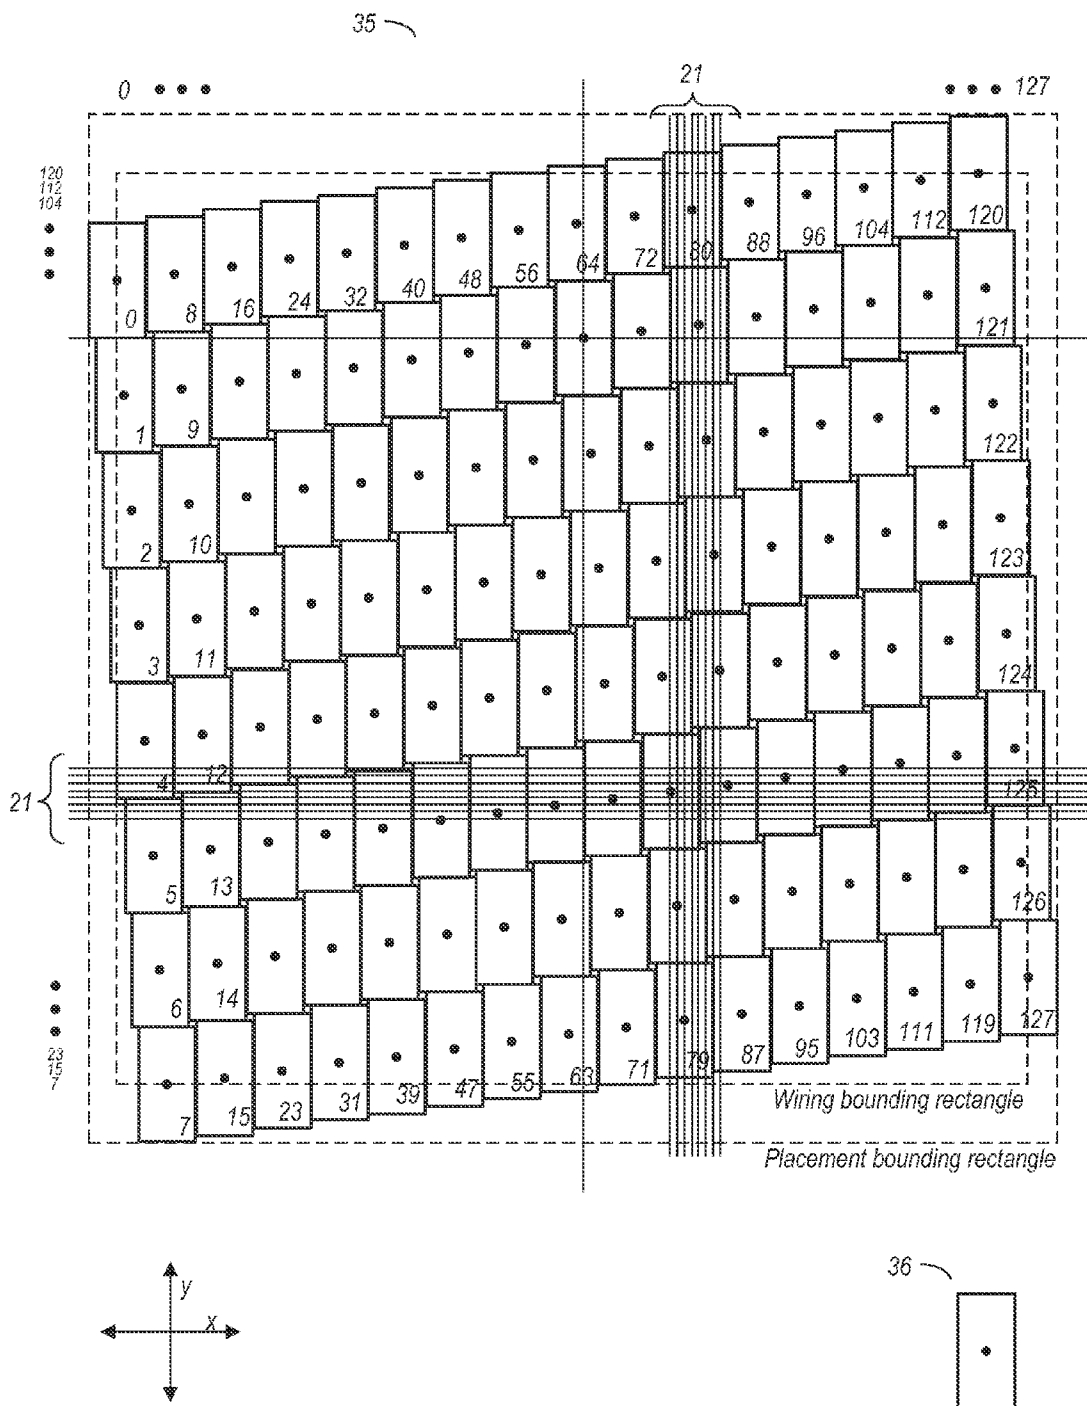 35
21
0 ••• 127
120
112
104
0 8 16 24 32 40 48 56 64 72 80 88 96 104 112 120
1 9 121
2 10 122
3 11 123
4 12 124
21
5 13 125
6 14 126
23
15
7
7 15 23 31 39 47 55 63 71 79 87 95 103 111 119 127
Wiring bounding rectangle
Placement bounding rectangle
y
x
36